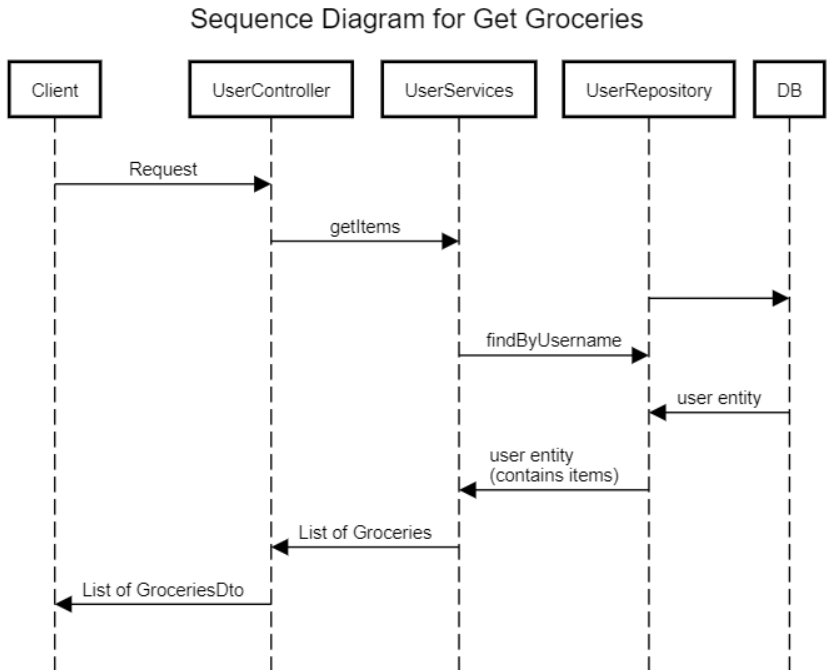 Sequence Diagram for Get Groceries
Client
UserController
UserServices
UserRepository
DB
Request
getItems
findByUsername
user entity
user entity
(contains items)
List of Groceries
List of GroceriesDto